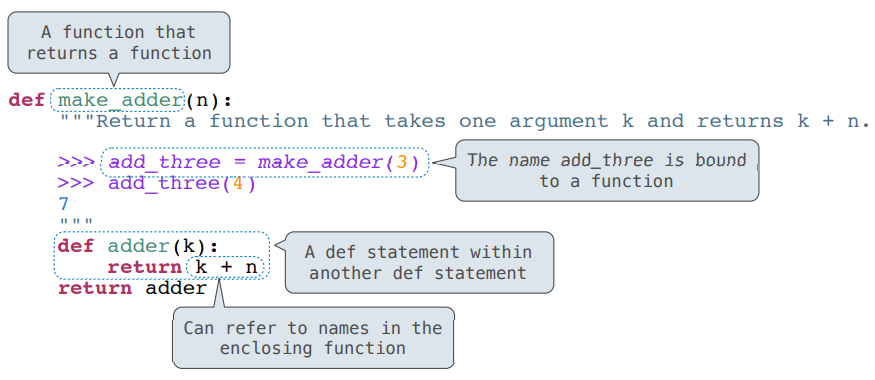 A function that
returns a function
def make_adder(n):
"""Return a function that takes one argument k and returns k + n.
>>> add_three = make_adder(3)
>>> add_three(4)
7
"""
The name add_three is bound
to a function
def adder(k):
return k + n
return adder
A def statement within
another def statement
Can refer to names in the
enclosing function